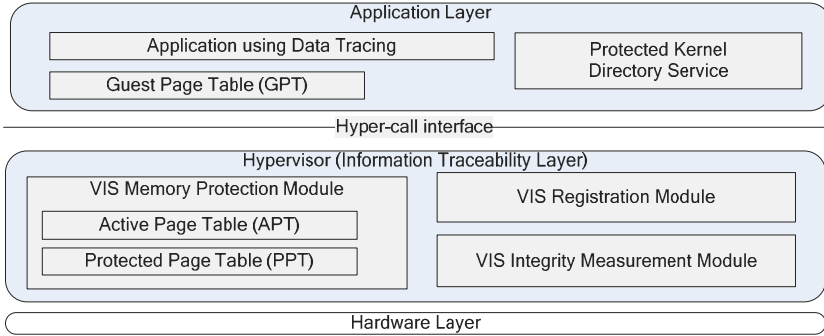 Application Layer
Application using Data Tracing
Protected Kernel
Directory Service
Guest Page Table (GPT)
Hyper-call interface
Hypervisor (Information Traceability Layer)
VIS Memory Protection Module
Active Page Table (APT)
Protected Page Table (PPT)
VIS Registration Module
VIS Integrity Measurement Module
Hardware Layer